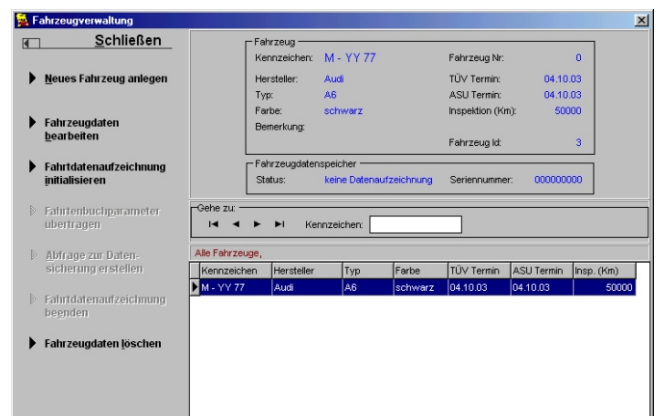 Fahrzeugverwaltung
Schließen
Neues Fahrzeug anlegen
Fahrzeugdaten
bearbeiten
Fahrtdatenaufzeichnung
initialisieren
Fahrtenbuchparameter
übertragen
Abfrage zur Daten-
sicherung erstellen
Fahrtdatenaufzeichnung
beenden
Fahrzeugdaten löschen
Fahrzeug
Kennzeichen: M - YY 77 Fahrzeug Nr: 0
Hersteller: Audi TÜV Termin: 04.10.03
Typ: A6 ASU Termin: 04.10.03
Farbe: schwarz Inspektion (Km): 50000
Bemerkung:
Fahrzeug Id: 3
Fahrzeugdatenspeicher
Status: keine Datenaufzeichnung Seriennummer: 000000000
Gehe zu:
Kennzeichen:
Alle Fahrzeuge,
Kennzeichen Hersteller Typ Farbe TÜV Termin ASU Termin Insp. (Km)
M - YY 77 Audi A6 schwarz 04.10.03 04.10.03 50000